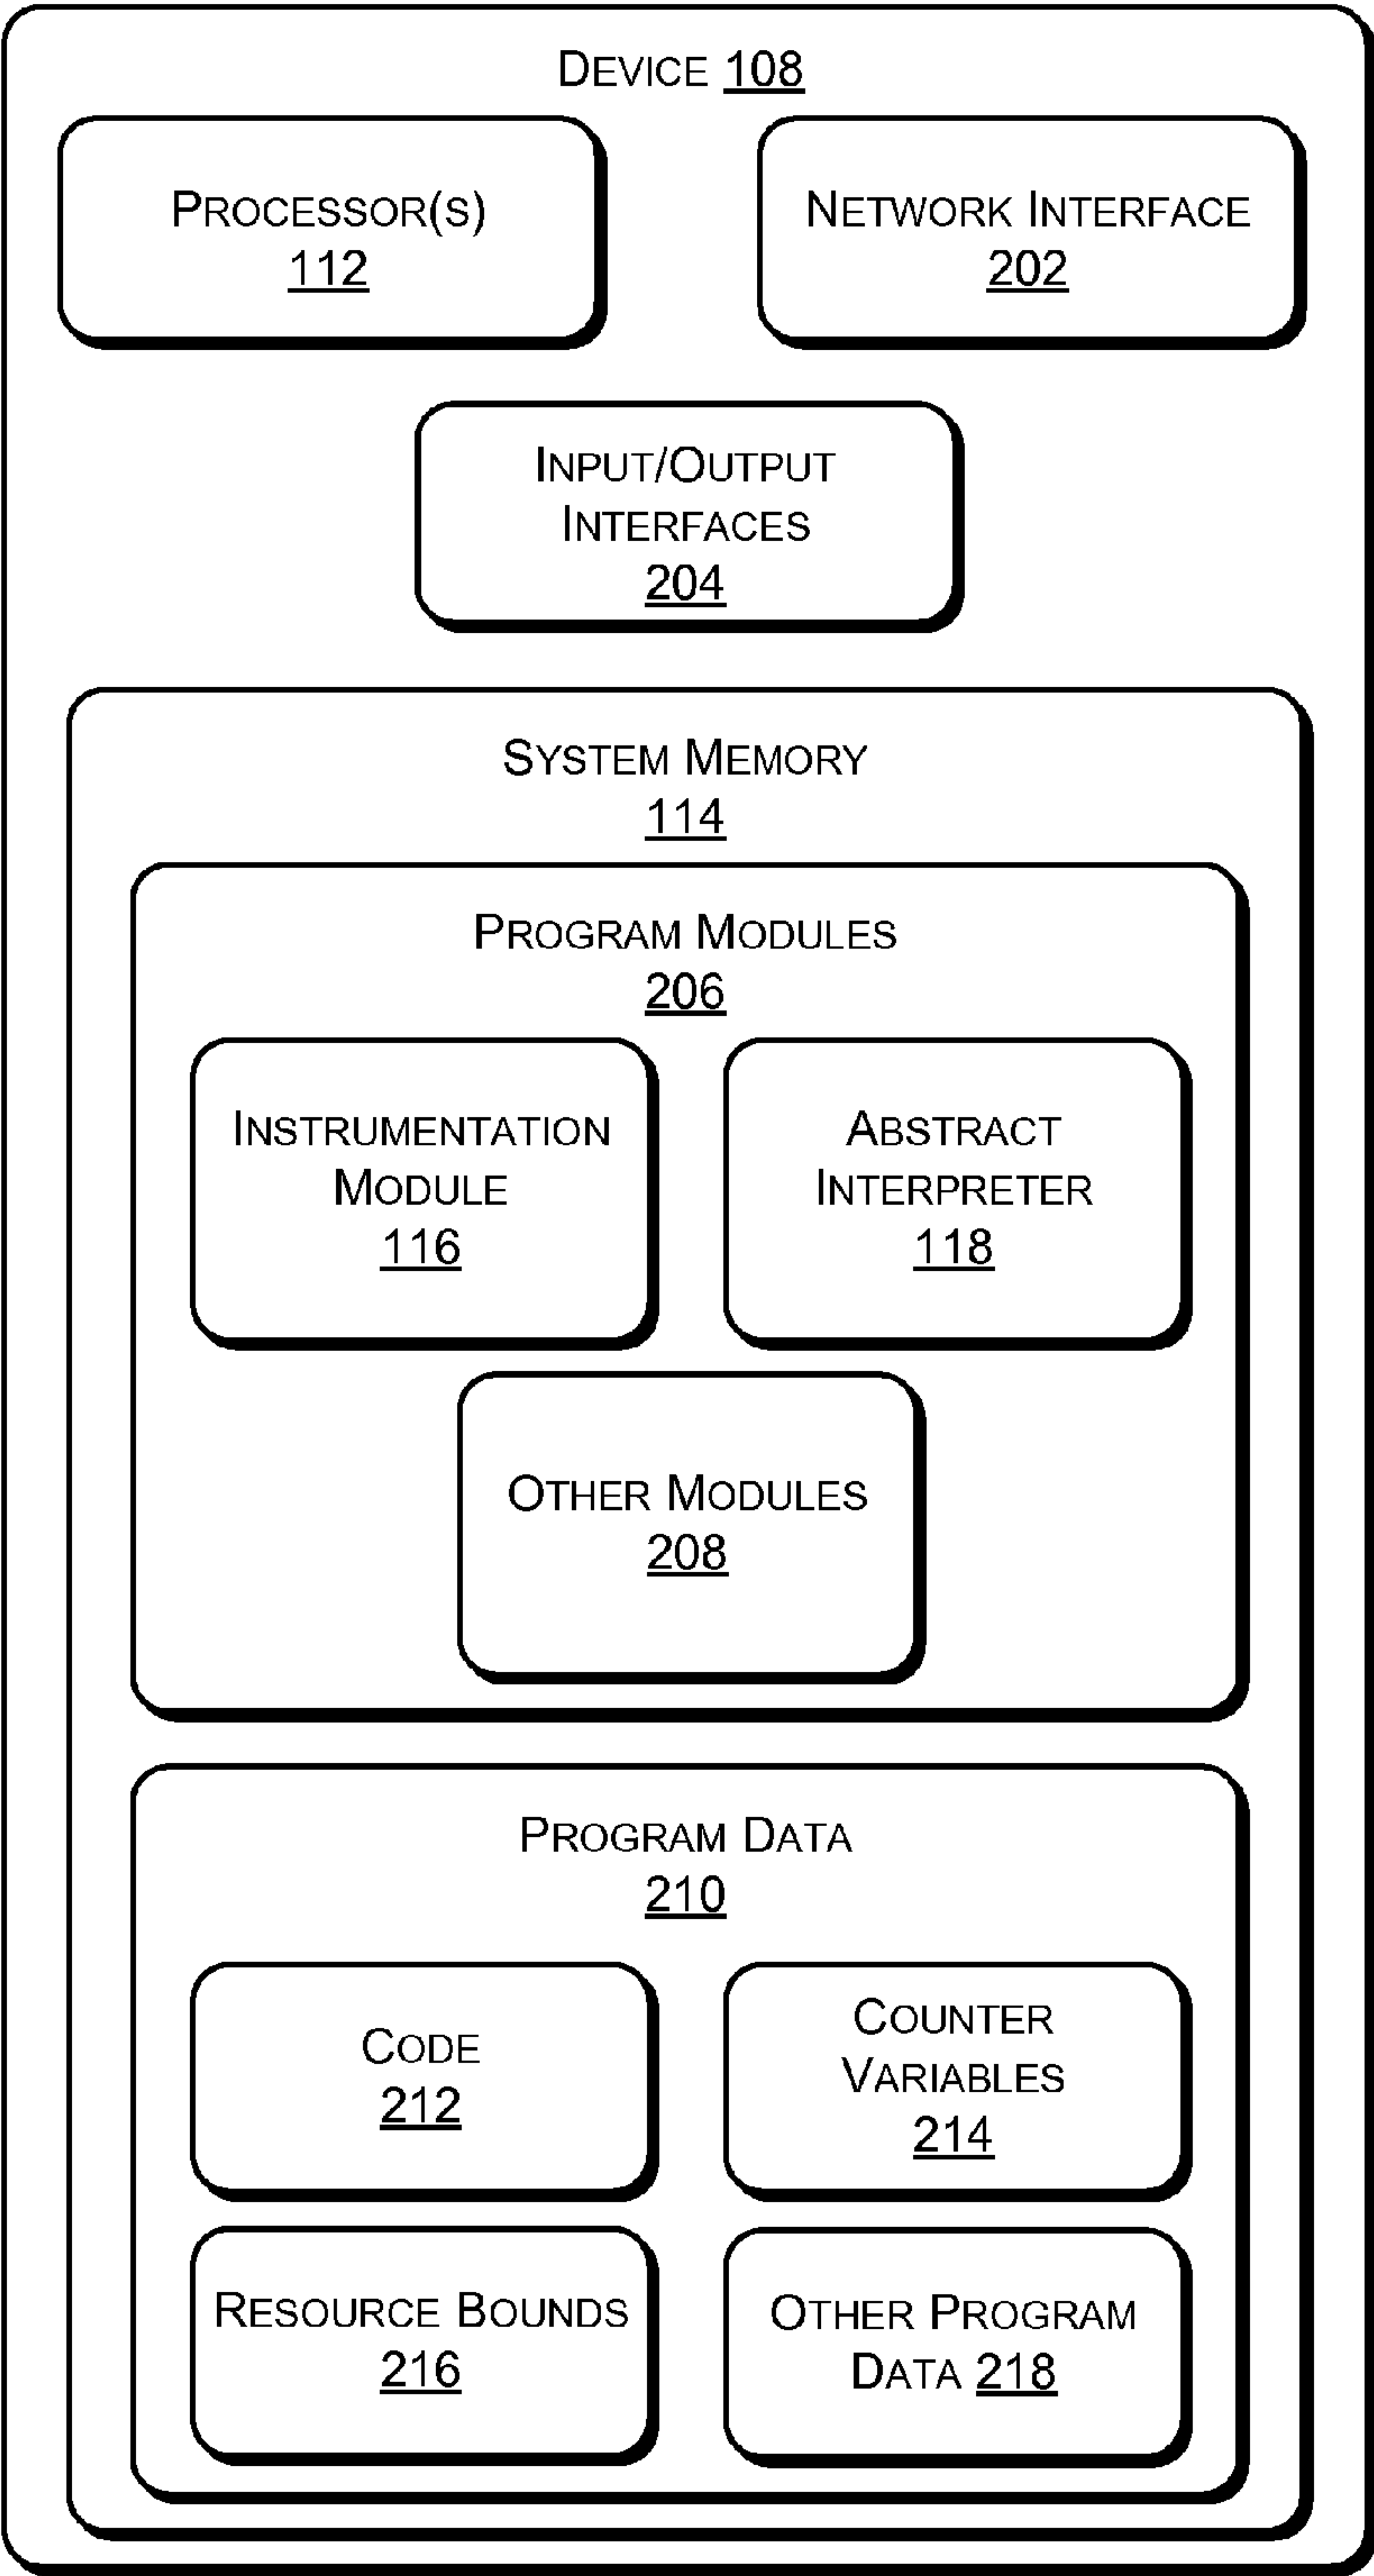 DEVICE 108
PROCESSOR(S)
112
NETWORK INTERFACE
202
INPUT/OUTPUT
INTERFACES
204
SYSTEM MEMORY
114
PROGRAM MODULES
206
INSTRUMENTATION
MODULE
116
ABSTRACT
INTERPRETER
118
OTHER MODULES
208
PROGRAM DATA
210
CODE
212
COUNTER
VARIABLES
214
RESOURCE BOUNDS
216
OTHER PROGRAM
DATA 218